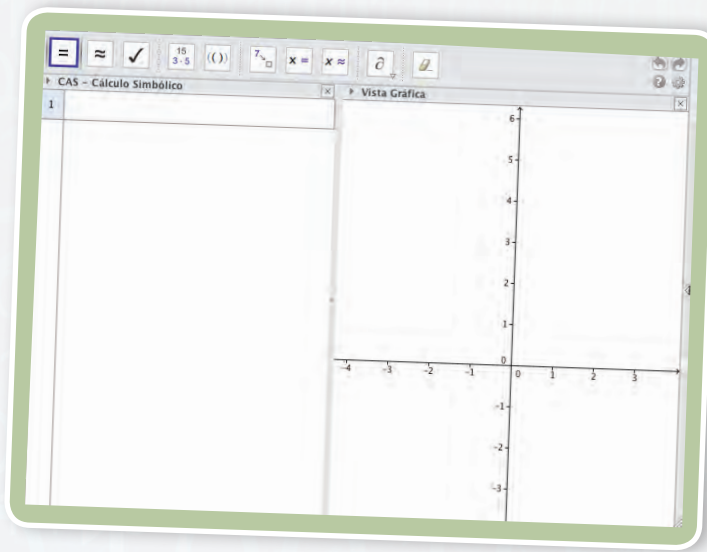 = ≈ ✓ 15 3·5 (()) 7 x = x ≈ ∂
CAS – Cálculo Simbólico
Vista Gráfica
1
6
5
4
3
2
1
0
-4 -3 -2 -1 0 1 2 3
-1
-2
-3